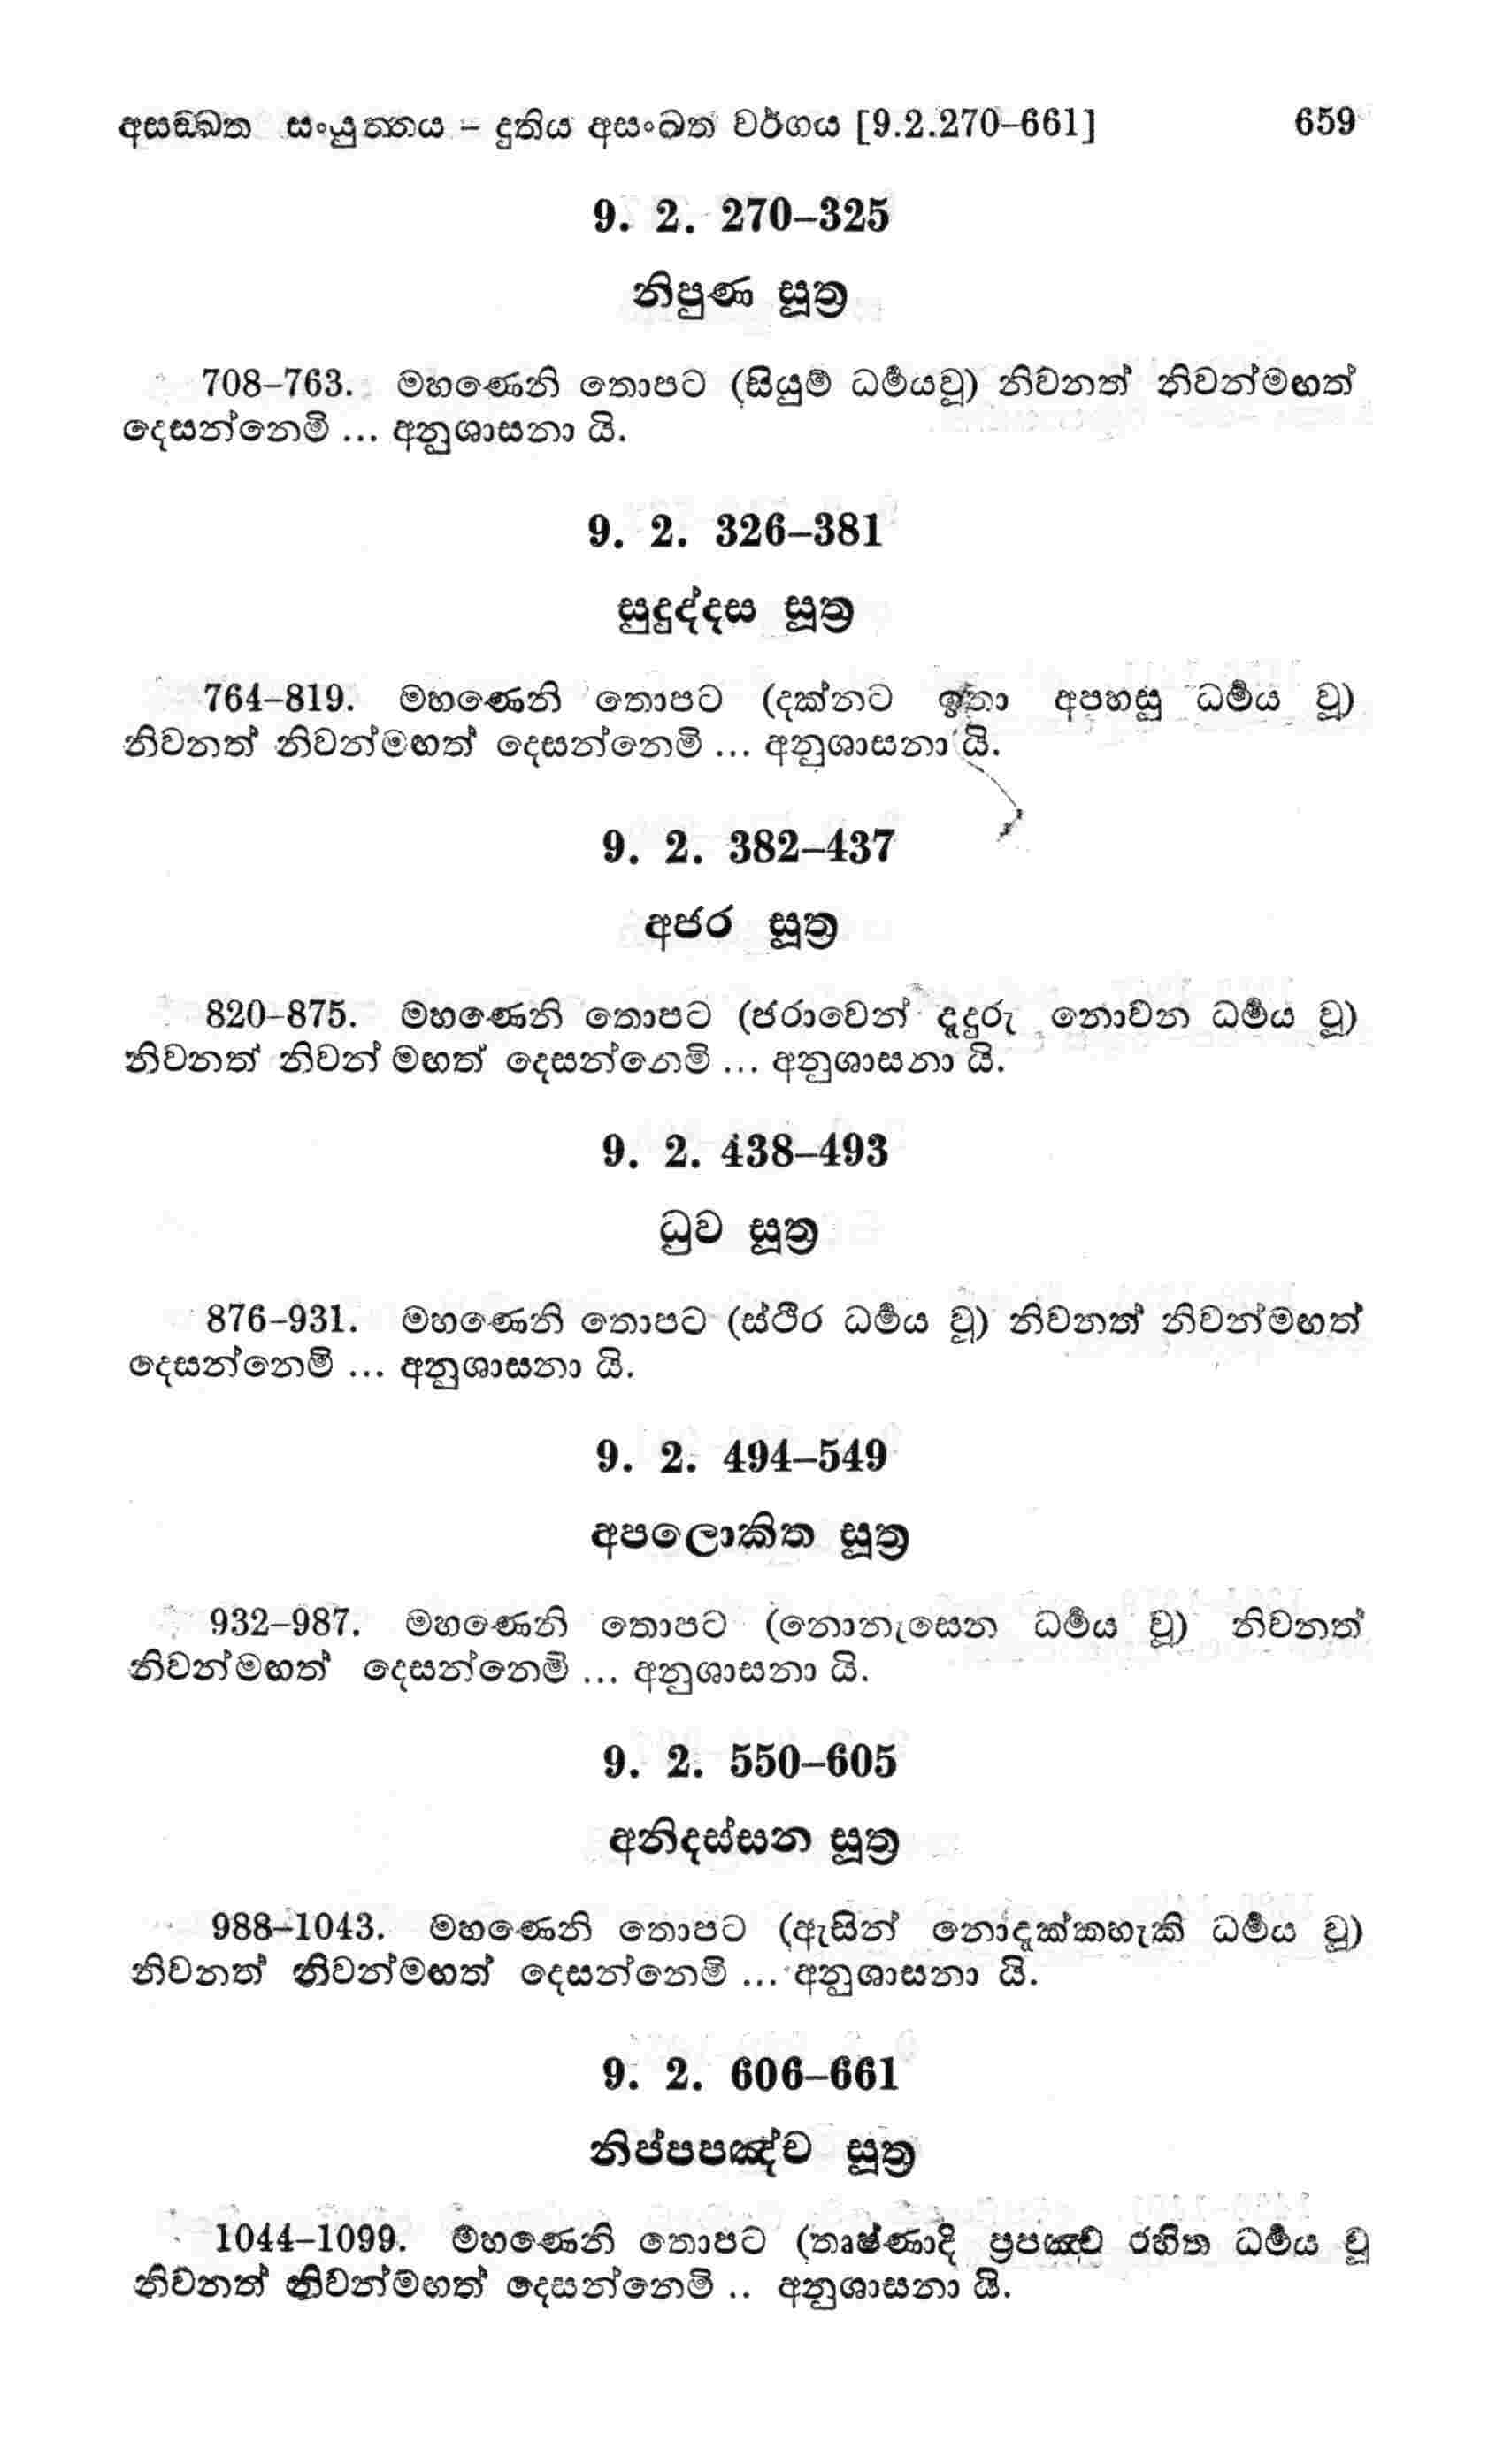 අසඞ්ඛත සංයුත්තය – දුතිය අසංඛත වර්ගය [9.2.270–661] 659
9. 2. 270–325
නිපුණ සූත්‍ර
708–763. මහණෙනි තොපට (සියුම් ධර්‍මයවූ) නිවනත් නිවන්මඟත්
දෙසන්නෙමි ... අනුශාසනා යි.
9. 2. 326–381
සුදුද්දස සූත්‍ර
764–819. මහණෙනි තොපට (දක්නට ඉතා අපහසු ධර්‍මය වූ)
නිවනත් නිවන්මඟත් දෙසන්නෙමි ... අනුශාසනා යි.
9. 2. 382–437
අජර සූත්‍ර
820–875. මහණෙනි තොපට (ජරාවෙන් දූදුරු නොවන ධර්‍මය වූ)
නිවනත් නිවන් මඟත් දෙසන්නෙමි ... අනුශාසනා යි.
9. 2. 438–493
ධුව සූත්‍ර
876–931. මහණෙනි තොපට (ස්ථිර ධර්‍මය වූ) නිවනත් නිවන්මඟත්
දෙසන්නෙමි ... අනුශාසනා යි.
9. 2. 494–549
අපලොකිත සූත්‍ර
932–987. මහණෙනි තොපට (නොනැසෙන ධර්‍මය වූ) නිවනත්
නිවන්මඟත් දෙසන්නෙමි ... අනුශාසනා යි.
9. 2. 550–605
අනිදස්සන සූත්‍ර
988–1043. මහණෙනි තොපට (ඇසින් නොදැක්කහැකි ධර්‍මය වූ)
නිවනත් නිවන්මඟත් දෙසන්නෙමි ... අනුශාසනා යි.
9. 2. 606–661
නිප්පපඤ්ච සූත්‍ර
1044–1099. මහණෙනි තොපට (තෘෂ්ණාදි ප්‍රපඤ්ච රහිත ධර්‍මය වූ
නිවනත් නිවන්මඟත් දෙසන්නෙමි .. අනුශාසනා යි.